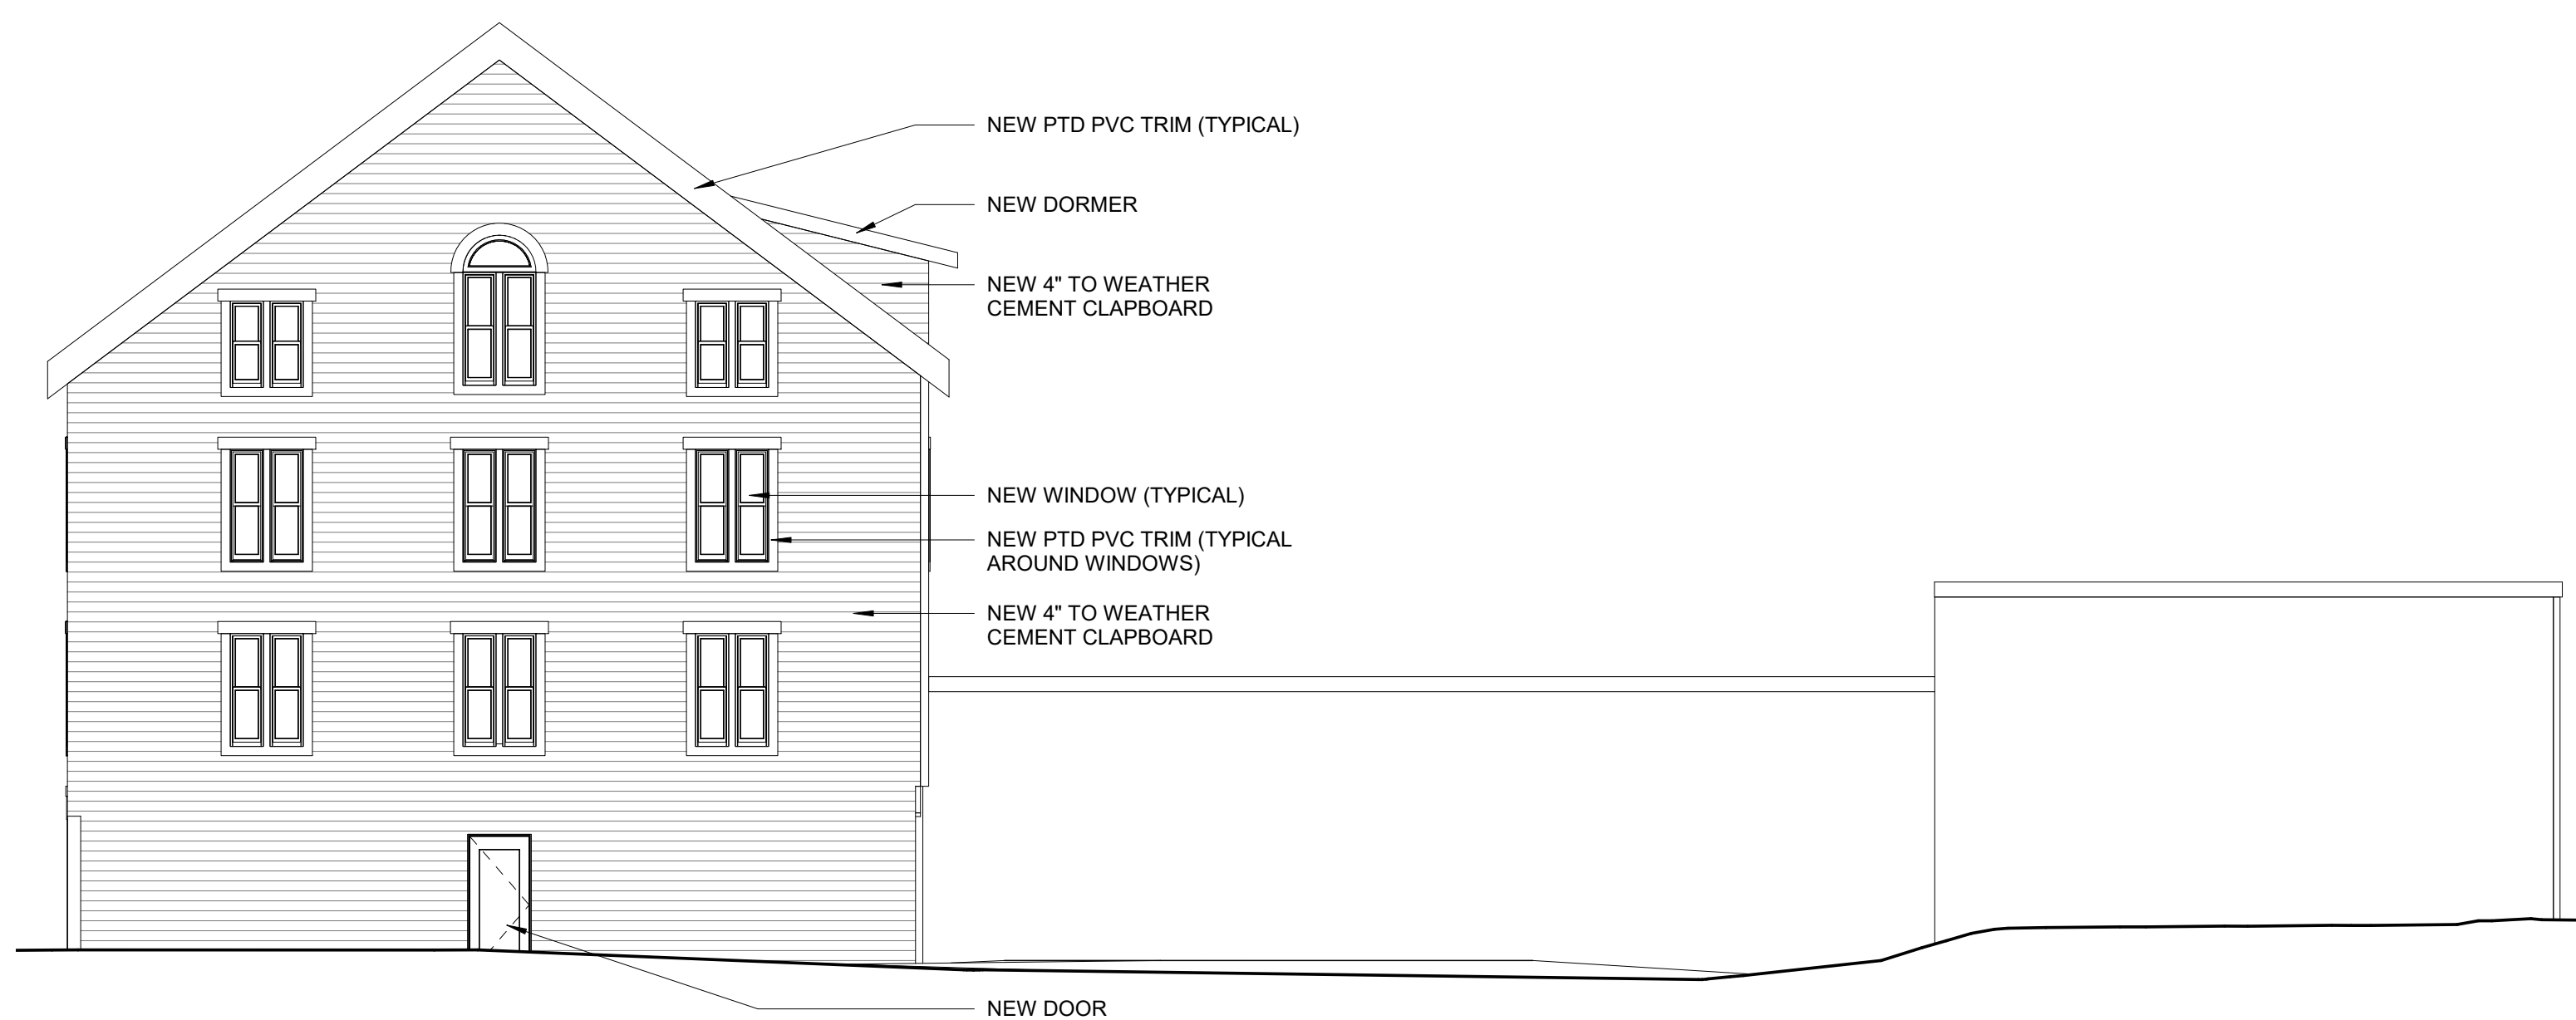 NEW PTD PVC TRIM (TYPICAL)
NEW DORMER
NEW 4" TO WEATHER
CEMENT CLAPBOARD
NEW WINDOW (TYPICAL)
NEW PTD PVC TRIM (TYPICAL
AROUND WINDOWS)
NEW 4" TO WEATHER
CEMENT CLAPBOARD
NEW DOOR